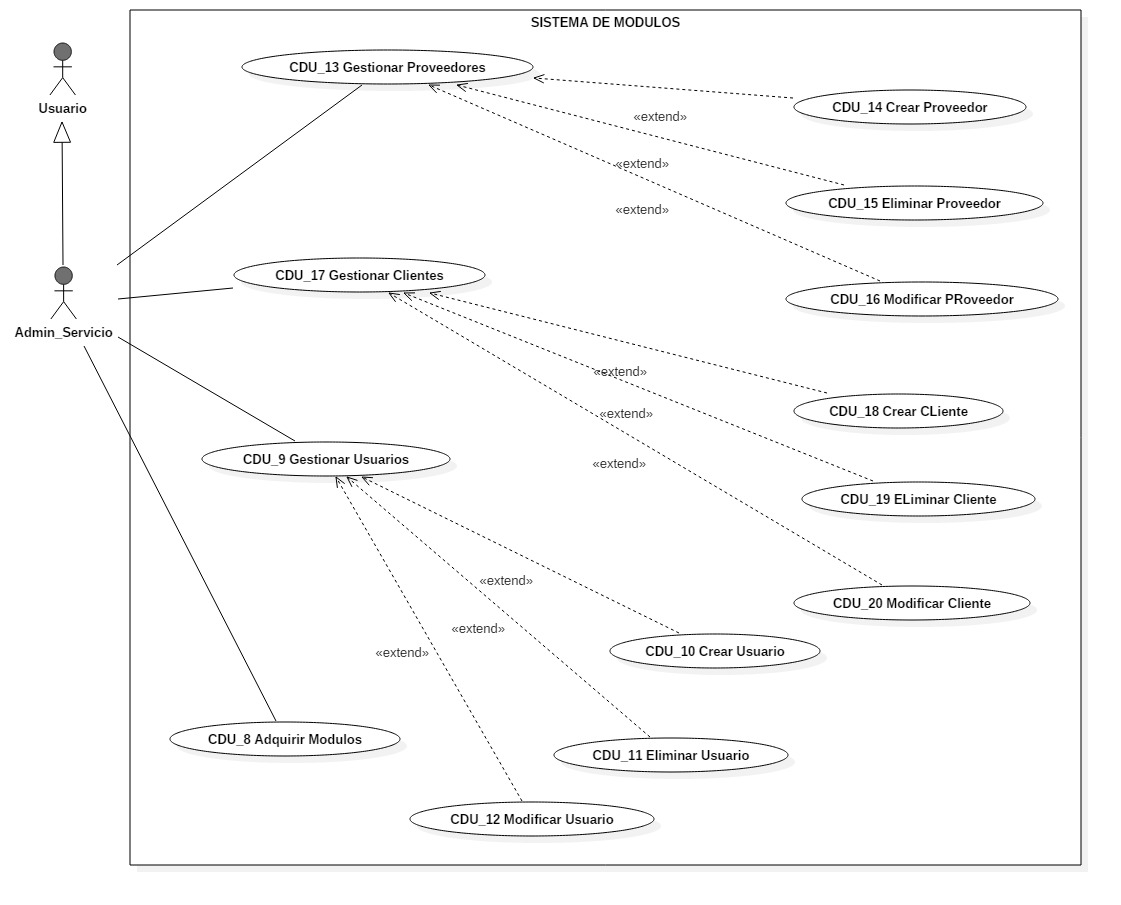 SISTEMA DE MODULOS
Usuario
CDU_13 Gestionar Proveedores
CDU_14 Crear Proveedor
«extend»
«extend»
CDU_15 Eliminar Proveedor
«extend»
CDU_17 Gestionar Clientes
CDU_16 Modificar PRoveedor
Admin_Servicio
«extend»
CDU_18 Crear CLiente
«extend»
CDU_9 Gestionar Usuarios
«extend»
CDU_19 ELiminar Cliente
«extend»
CDU_20 Modificar Cliente
«extend»
«extend»
CDU_10 Crear Usuario
CDU_8 Adquirir Modulos
CDU_11 Eliminar Usuario
CDU_12 Modificar Usuario